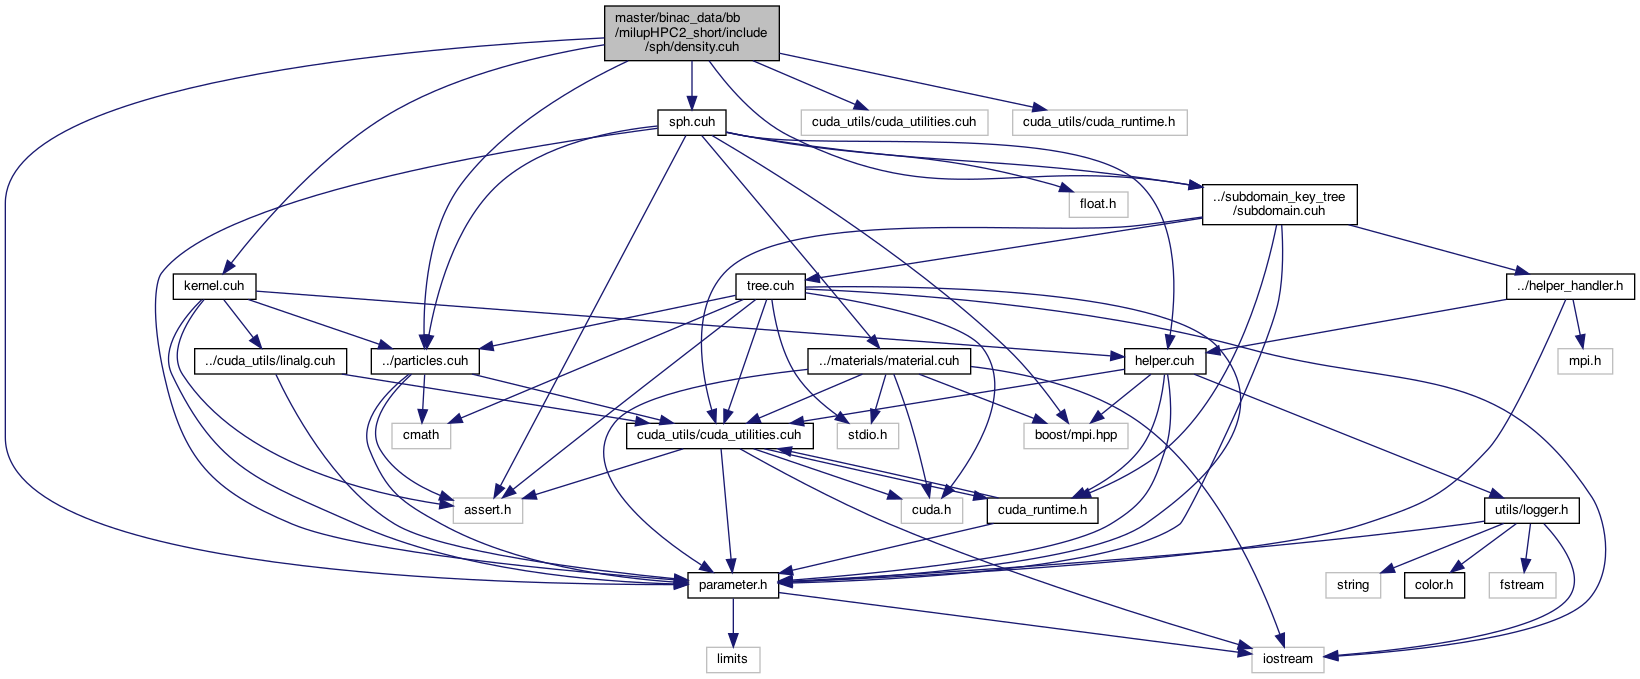 master/binac_data/bb
/milupHPC2_short/include
/sph/density.cuh
sph.cuh
cuda_utils/cuda_utilities.cuh
cuda_utils/cuda_runtime.h
float.h
../subdomain_key_tree
/subdomain.cuh
kernel.cuh
tree.cuh
../helper_handler.h
../cuda_utils/linalg.cuh
../particles.cuh
../materials/material.cuh
helper.cuh
mpi.h
cmath
cuda_utils/cuda_utilities.cuh
stdio.h
boost/mpi.hpp
assert.h
cuda.h
cuda_runtime.h
utils/logger.h
parameter.h
string
color.h
fstream
limits
iostream